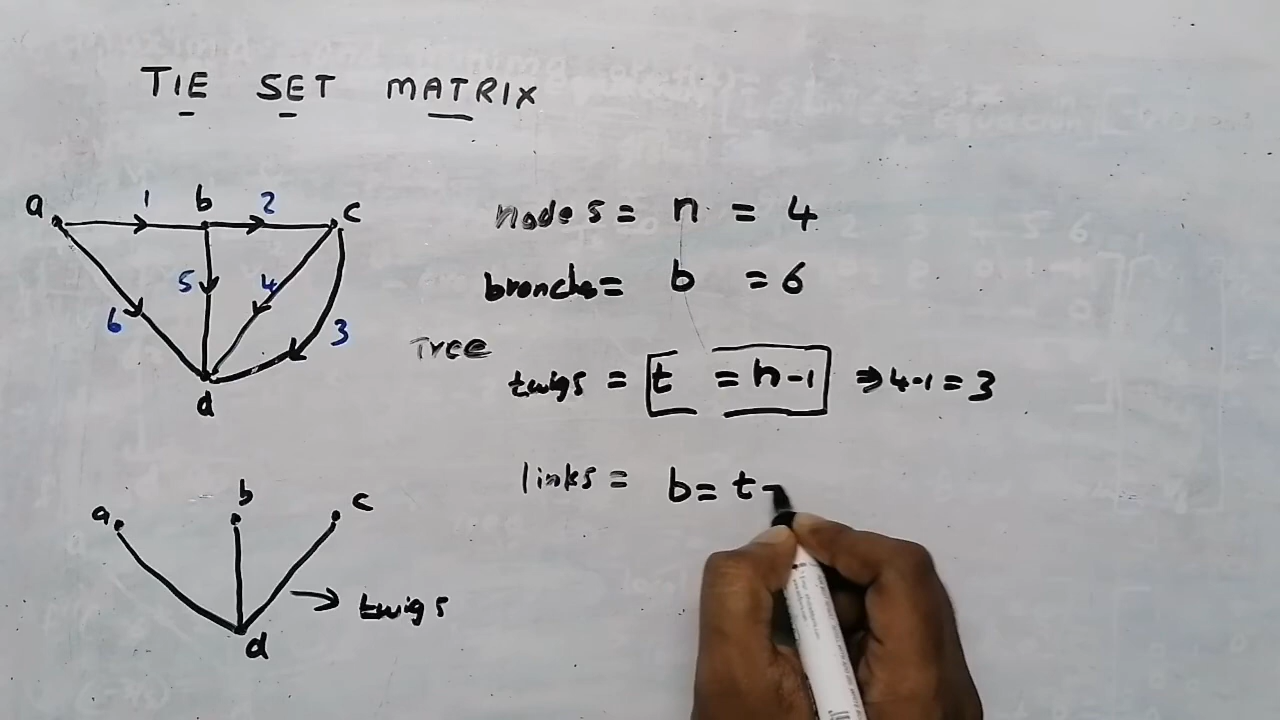 TIE SET MATRIX
a 1 b 2 c
5 4
6 3
d
nodes = n = 4
branches = b = 6
Tree
twigs = t = n-1 ⇒ 4-1 = 3
links = b = t -
a b c
d
→ twigs